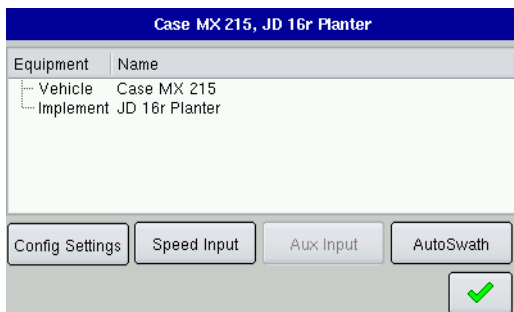 Case MX 215, JD 16r Planter
Equipment Name
Vehicle Case MX 215
Implement JD 16r Planter
Config Settings Speed Input Aux Input AutoSwath